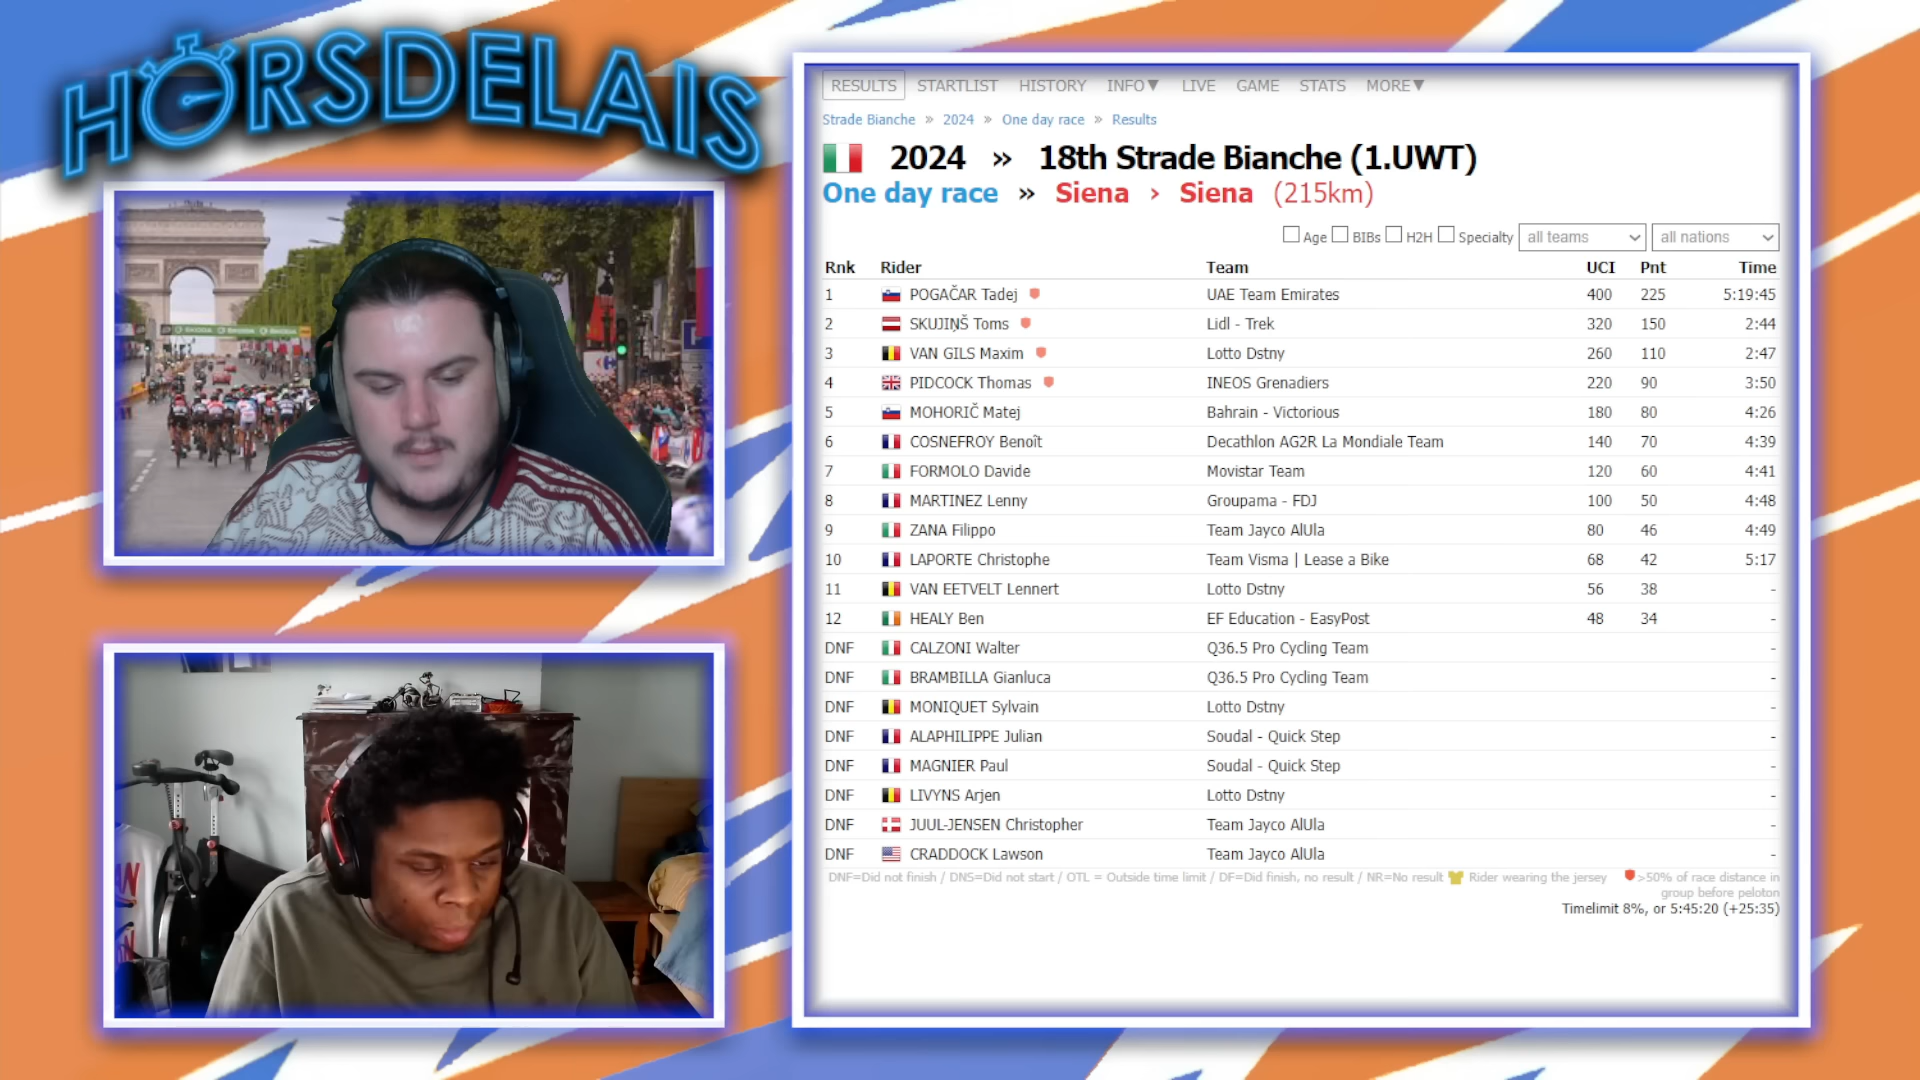 HORSDELAIS
RESULTS STARTLIST HISTORY INFO▼ LIVE GAME STATS MORE▼
Strade Bianche » 2024 » One day race » Results
2024 » 18th Strade Bianche (1.UWT)
One day race » Siena › Siena (215km)
Age BIBs H2H Specialty all teams all nations
Rnk Rider Team UCI Pnt Time
1 POGAČAR Tadej UAE Team Emirates 400 225 5:19:45
2 SKUJIŅŠ Toms Lidl - Trek 320 150 2:44
3 VAN GILS Maxim Lotto Dstny 260 110 2:47
4 PIDCOCK Thomas INEOS Grenadiers 220 90 3:50
5 MOHORIČ Matej Bahrain - Victorious 180 80 4:26
6 COSNEFROY Benoît Decathlon AG2R La Mondiale Team 140 70 4:39
7 FORMOLO Davide Movistar Team 120 60 4:41
8 MARTINEZ Lenny Groupama - FDJ 100 50 4:48
9 ZANA Filippo Team Jayco AlUla 80 46 4:49
10 LAPORTE Christophe Team Visma | Lease a Bike 68 42 5:17
11 VAN EETVELT Lennert Lotto Dstny 56 38 -
12 HEALY Ben EF Education - EasyPost 48 34 -
DNF CALZONI Walter Q36.5 Pro Cycling Team -
DNF BRAMBILLA Gianluca Q36.5 Pro Cycling Team -
DNF MONIQUET Sylvain Lotto Dstny -
DNF ALAPHILIPPE Julian Soudal - Quick Step -
DNF MAGNIER Paul Soudal - Quick Step -
DNF LIVYNS Arjen Lotto Dstny -
DNF JUUL-JENSEN Christopher Team Jayco AlUla -
DNF CRADDOCK Lawson Team Jayco AlUla -
DNF=Did not finish / DNS=Did not start / OTL = Outside time limit / DF=Did finish, no result / NR=No result Rider wearing the jersey >50% of race distance in
group before peloton
Timelimit 8%, or 5:45:20 (+25:35)